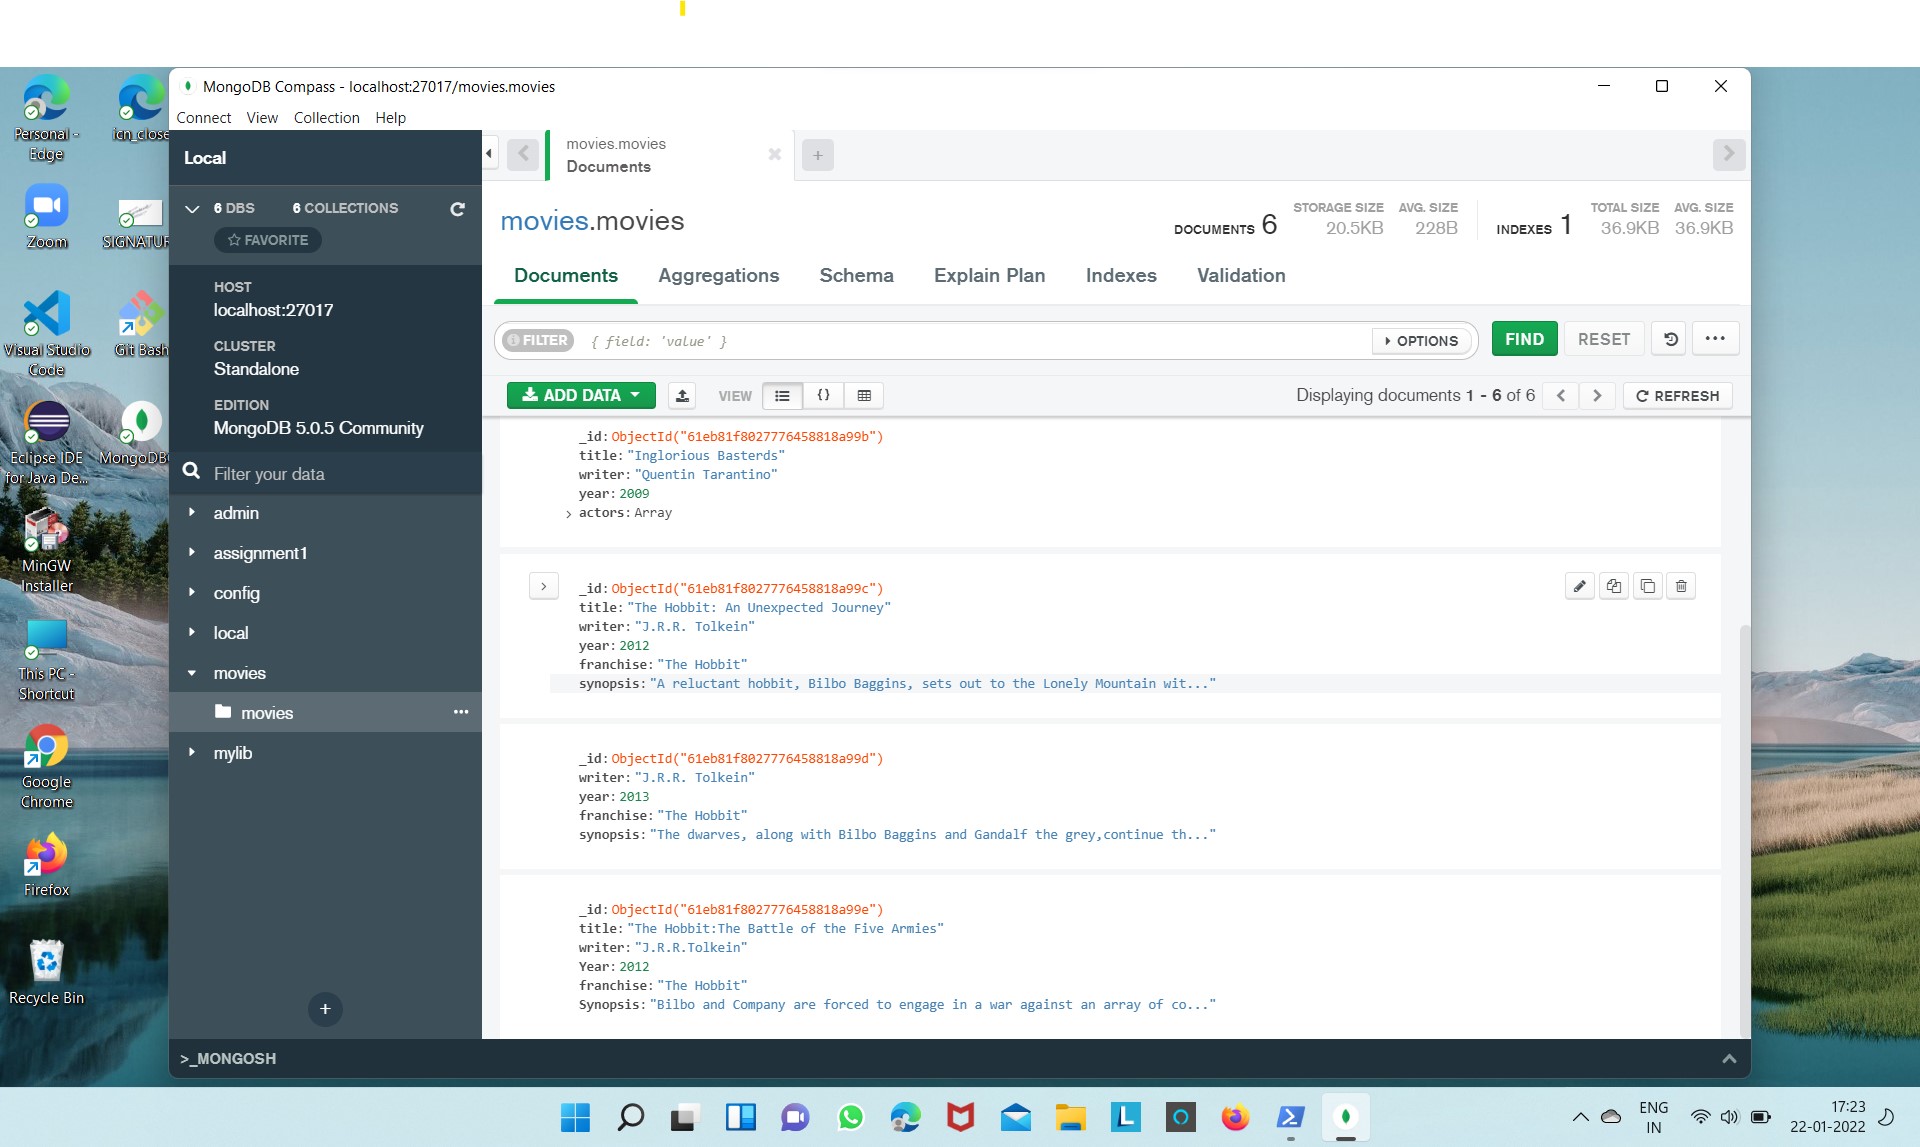 MongoDB Compass - localhost:27017/movies.movies
Connect View Collection Help
Local
6 DBS 6 COLLECTIONS
FAVORITE
HOST
localhost:27017
CLUSTER
Standalone
EDITION
MongoDB 5.0.5 Community
Filter your data
admin
assignment1
config
local
movies
movies
mylib
movies.movies
Documents
movies.movies
DOCUMENTS 6
STORAGE SIZE
20.5KB
AVG. SIZE
228B
INDEXES 1
TOTAL SIZE
36.9KB
AVG. SIZE
36.9KB
Documents Aggregations Schema Explain Plan Indexes Validation
FILTER { field: 'value' } OPTIONS FIND RESET
ADD DATA VIEW {} Displaying documents 1 - 6 of 6 REFRESH
_id: ObjectId("61eb81f8027776458818a99b")
title: "Inglorious Basterds"
writer: "Quentin Tarantino"
year: 2009
actors: Array
_id: ObjectId("61eb81f8027776458818a99c")
title: "The Hobbit: An Unexpected Journey"
writer: "J.R.R. Tolkein"
year: 2012
franchise: "The Hobbit"
synopsis: "A reluctant hobbit, Bilbo Baggins, sets out to the Lonely Mountain wit..."
_id: ObjectId("61eb81f8027776458818a99d")
writer: "J.R.R. Tolkein"
year: 2013
franchise: "The Hobbit"
synopsis: "The dwarves, along with Bilbo Baggins and Gandalf the grey,continue th..."
_id: ObjectId("61eb81f8027776458818a99e")
title: "The Hobbit:The Battle of the Five Armies"
writer: "J.R.R.Tolkein"
Year: 2012
franchise: "The Hobbit"
Synopsis: "Bilbo and Company are forced to engage in a war against an array of co..."
>_MONGOSH
Personal -
Edge
icn_close
Zoom
SIGNATUR
Visual Studio
Code
Git Bash
Eclipse IDE
for Java De...
MongoDB
MinGW
Installer
This PC -
Shortcut
Google
Chrome
Firefox
Recycle Bin
ENG
IN
17:23
22-01-2022